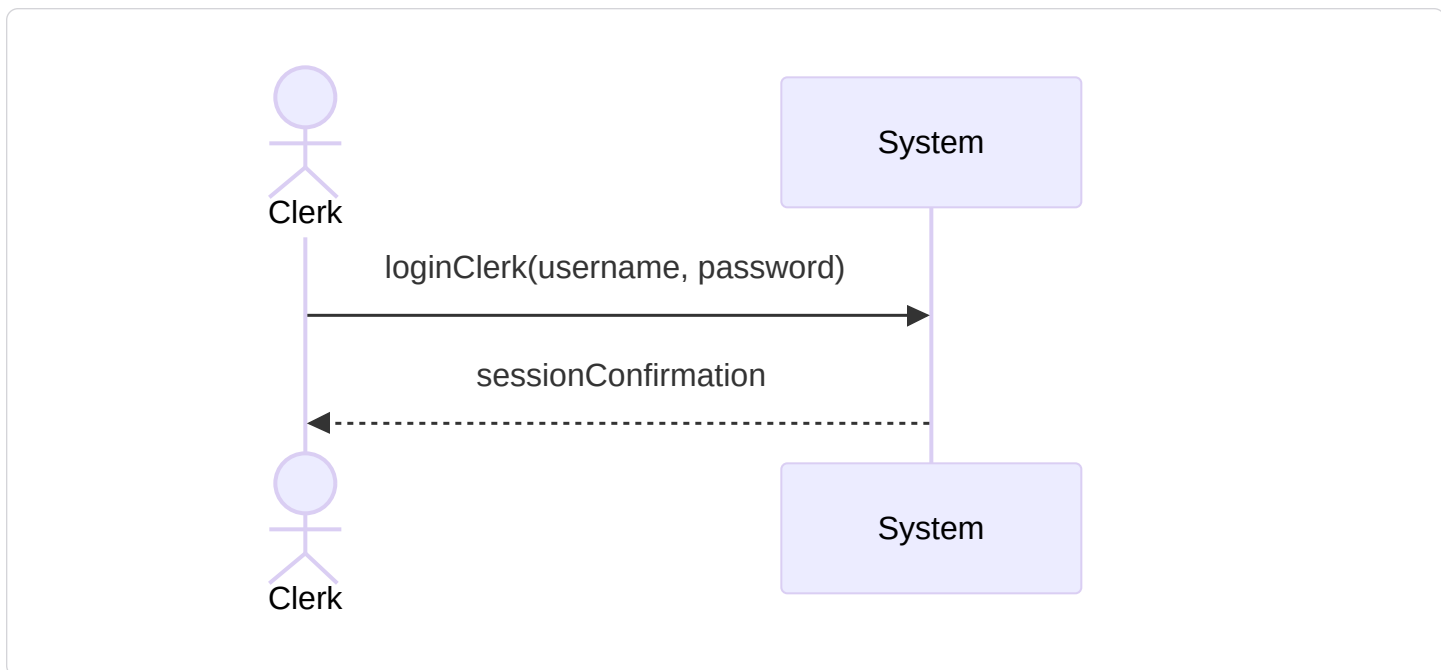 System
Clerk
loginClerk(username, password)
sessionConfirmation
System
Clerk